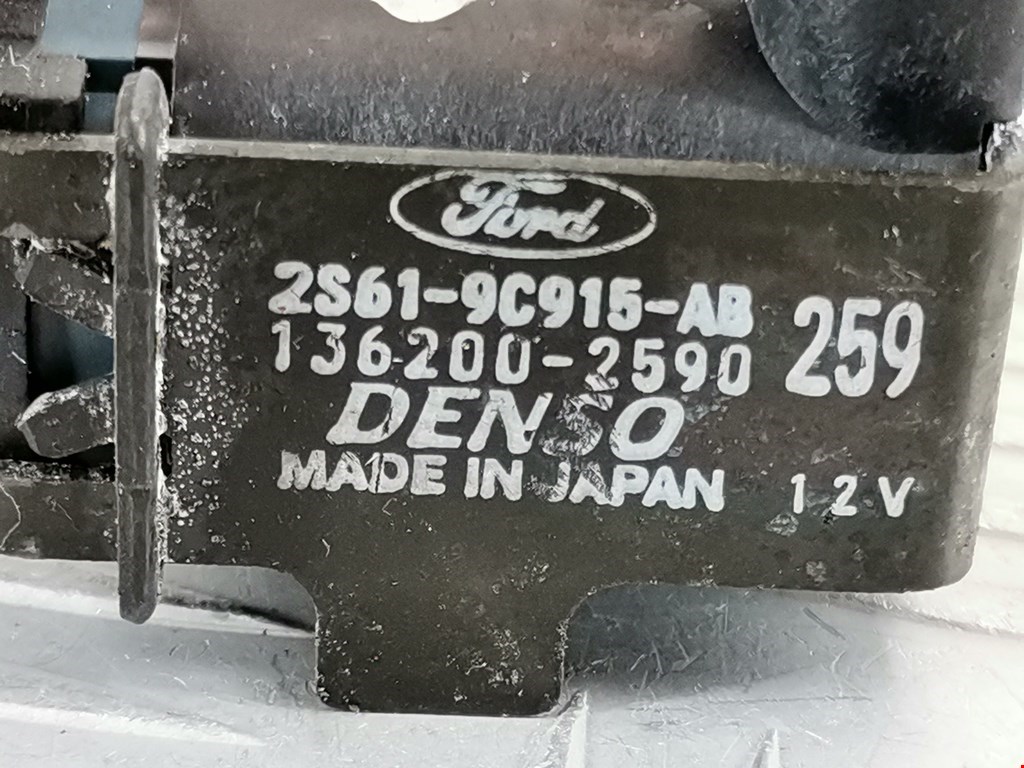 Ford
2S61-9C915-AB
136200-2590
259
DENSO
MADE IN JAPAN
12V